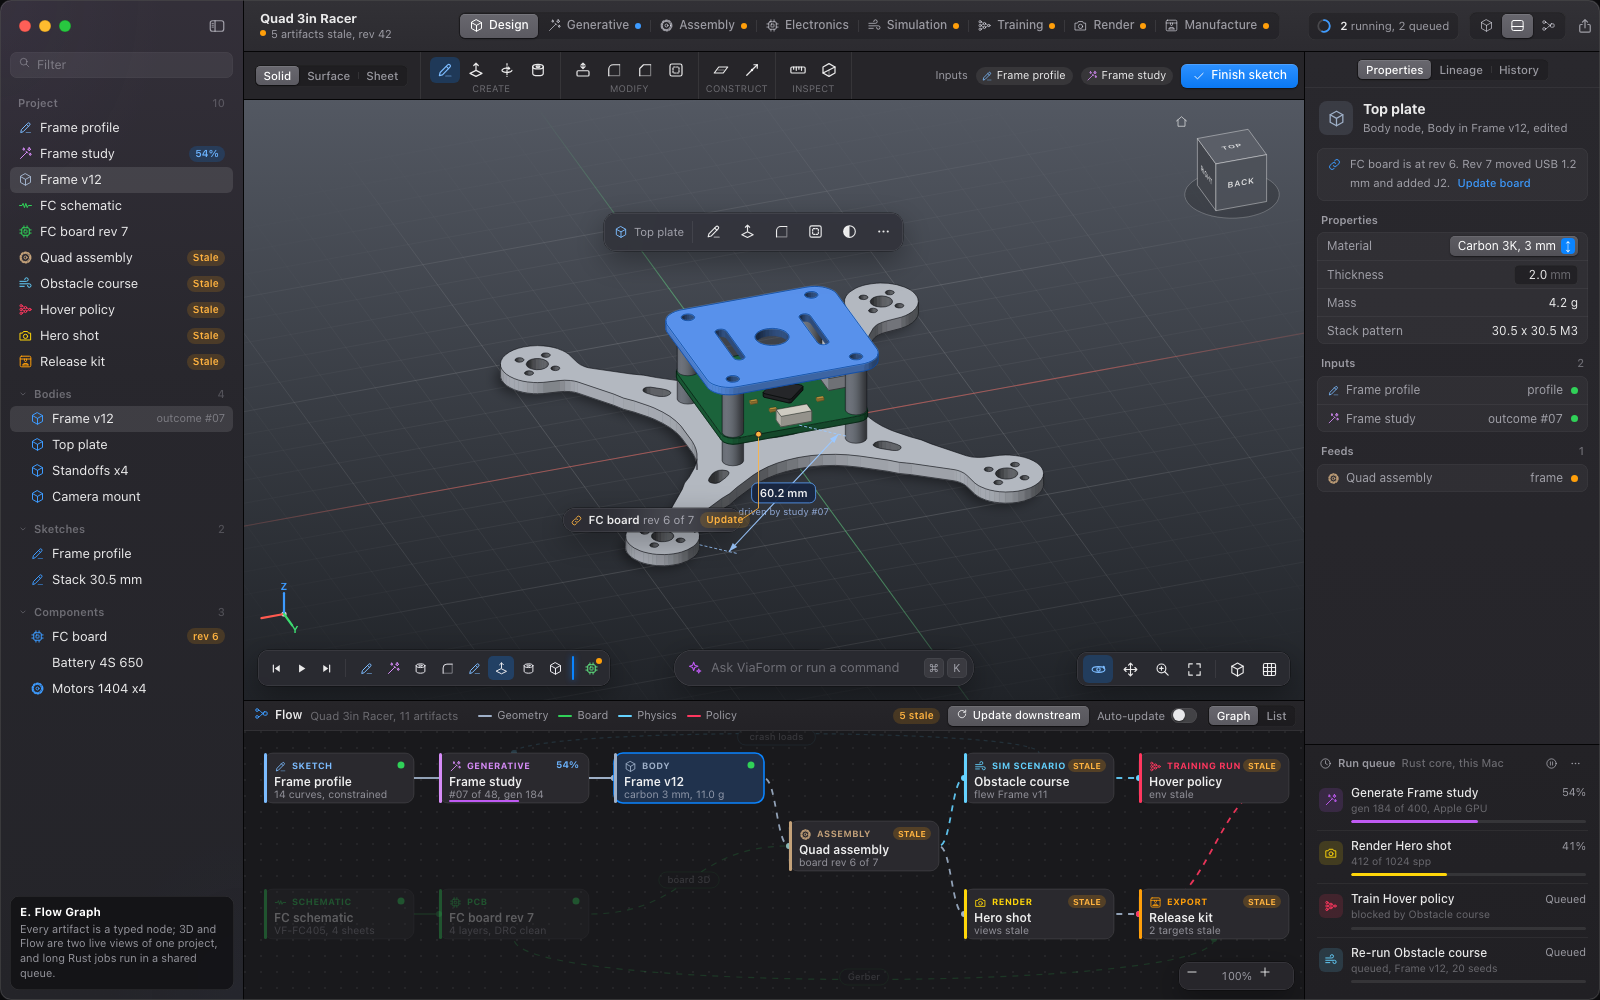 Quad 3in Racer
5 artifacts stale, rev 42
Design
Generative
Assembly
Electronics
Simulation
Training
Render
Manufacture
2 running, 2 queued
Filter
Project 10
Frame profile
Frame study 54%
Frame v12
FC schematic
FC board rev 7
Quad assembly Stale
Obstacle course Stale
Hover policy Stale
Hero shot Stale
Release kit Stale
Bodies 4
Frame v12 outcome #07
Top plate
Standoffs x4
Camera mount
Sketches 2
Frame profile
Stack 30.5 mm
Components 3
FC board rev 6
Battery 4S 650
Motors 1404 x4
E. Flow Graph
Every artifact is a typed node; 3D and
Flow are two live views of one project,
and long Rust jobs run in a shared
queue.
Solid Surface Sheet
CREATE
MODIFY
CONSTRUCT
INSPECT
Inputs Frame profile Frame study Finish sketch
TOP
BACK
Top plate
60.2 mm
driven by study #07
FC board rev 6 of 7 Update
Z
Y
Ask ViaForm or run a command ⌘ K
Flow Quad 3in Racer, 11 artifacts
Geometry Board Physics Policy
5 stale Update downstream Auto-update Graph List
crash loads
SKETCH
Frame profile
14 curves, constrained
GENERATIVE 54%
Frame study
#07 of 48, gen 184
BODY
Frame v12
carbon 3 mm, 11.0 g
ASSEMBLY STALE
Quad assembly
board rev 6 of 7
SIM SCENARIO STALE
Obstacle course
flew Frame v11
TRAINING RUN STALE
Hover policy
env stale
board 3D
SCHEMATIC
FC schematic
VF-FC405, 4 sheets
PCB
FC board rev 7
4 layers, DRC clean
RENDER STALE
Hero shot
views stale
EXPORT STALE
Release kit
2 targets stale
Gerber
100%
Properties Lineage History
Top plate
Body node, Body in Frame v12, edited
FC board is at rev 6. Rev 7 moved USB 1.2
mm and added J2. Update board
Properties
Material Carbon 3K, 3 mm
Thickness 2.0 mm
Mass 4.2 g
Stack pattern 30.5 x 30.5 M3
Inputs 2
Frame profile profile
Frame study outcome #07
Feeds 1
Quad assembly frame
Run queue Rust core, this Mac
Generate Frame study 54%
gen 184 of 400, Apple GPU
Render Hero shot 41%
412 of 1024 spp
Train Hover policy Queued
blocked by Obstacle course
Re-run Obstacle course Queued
queued, Frame v12, 20 seeds